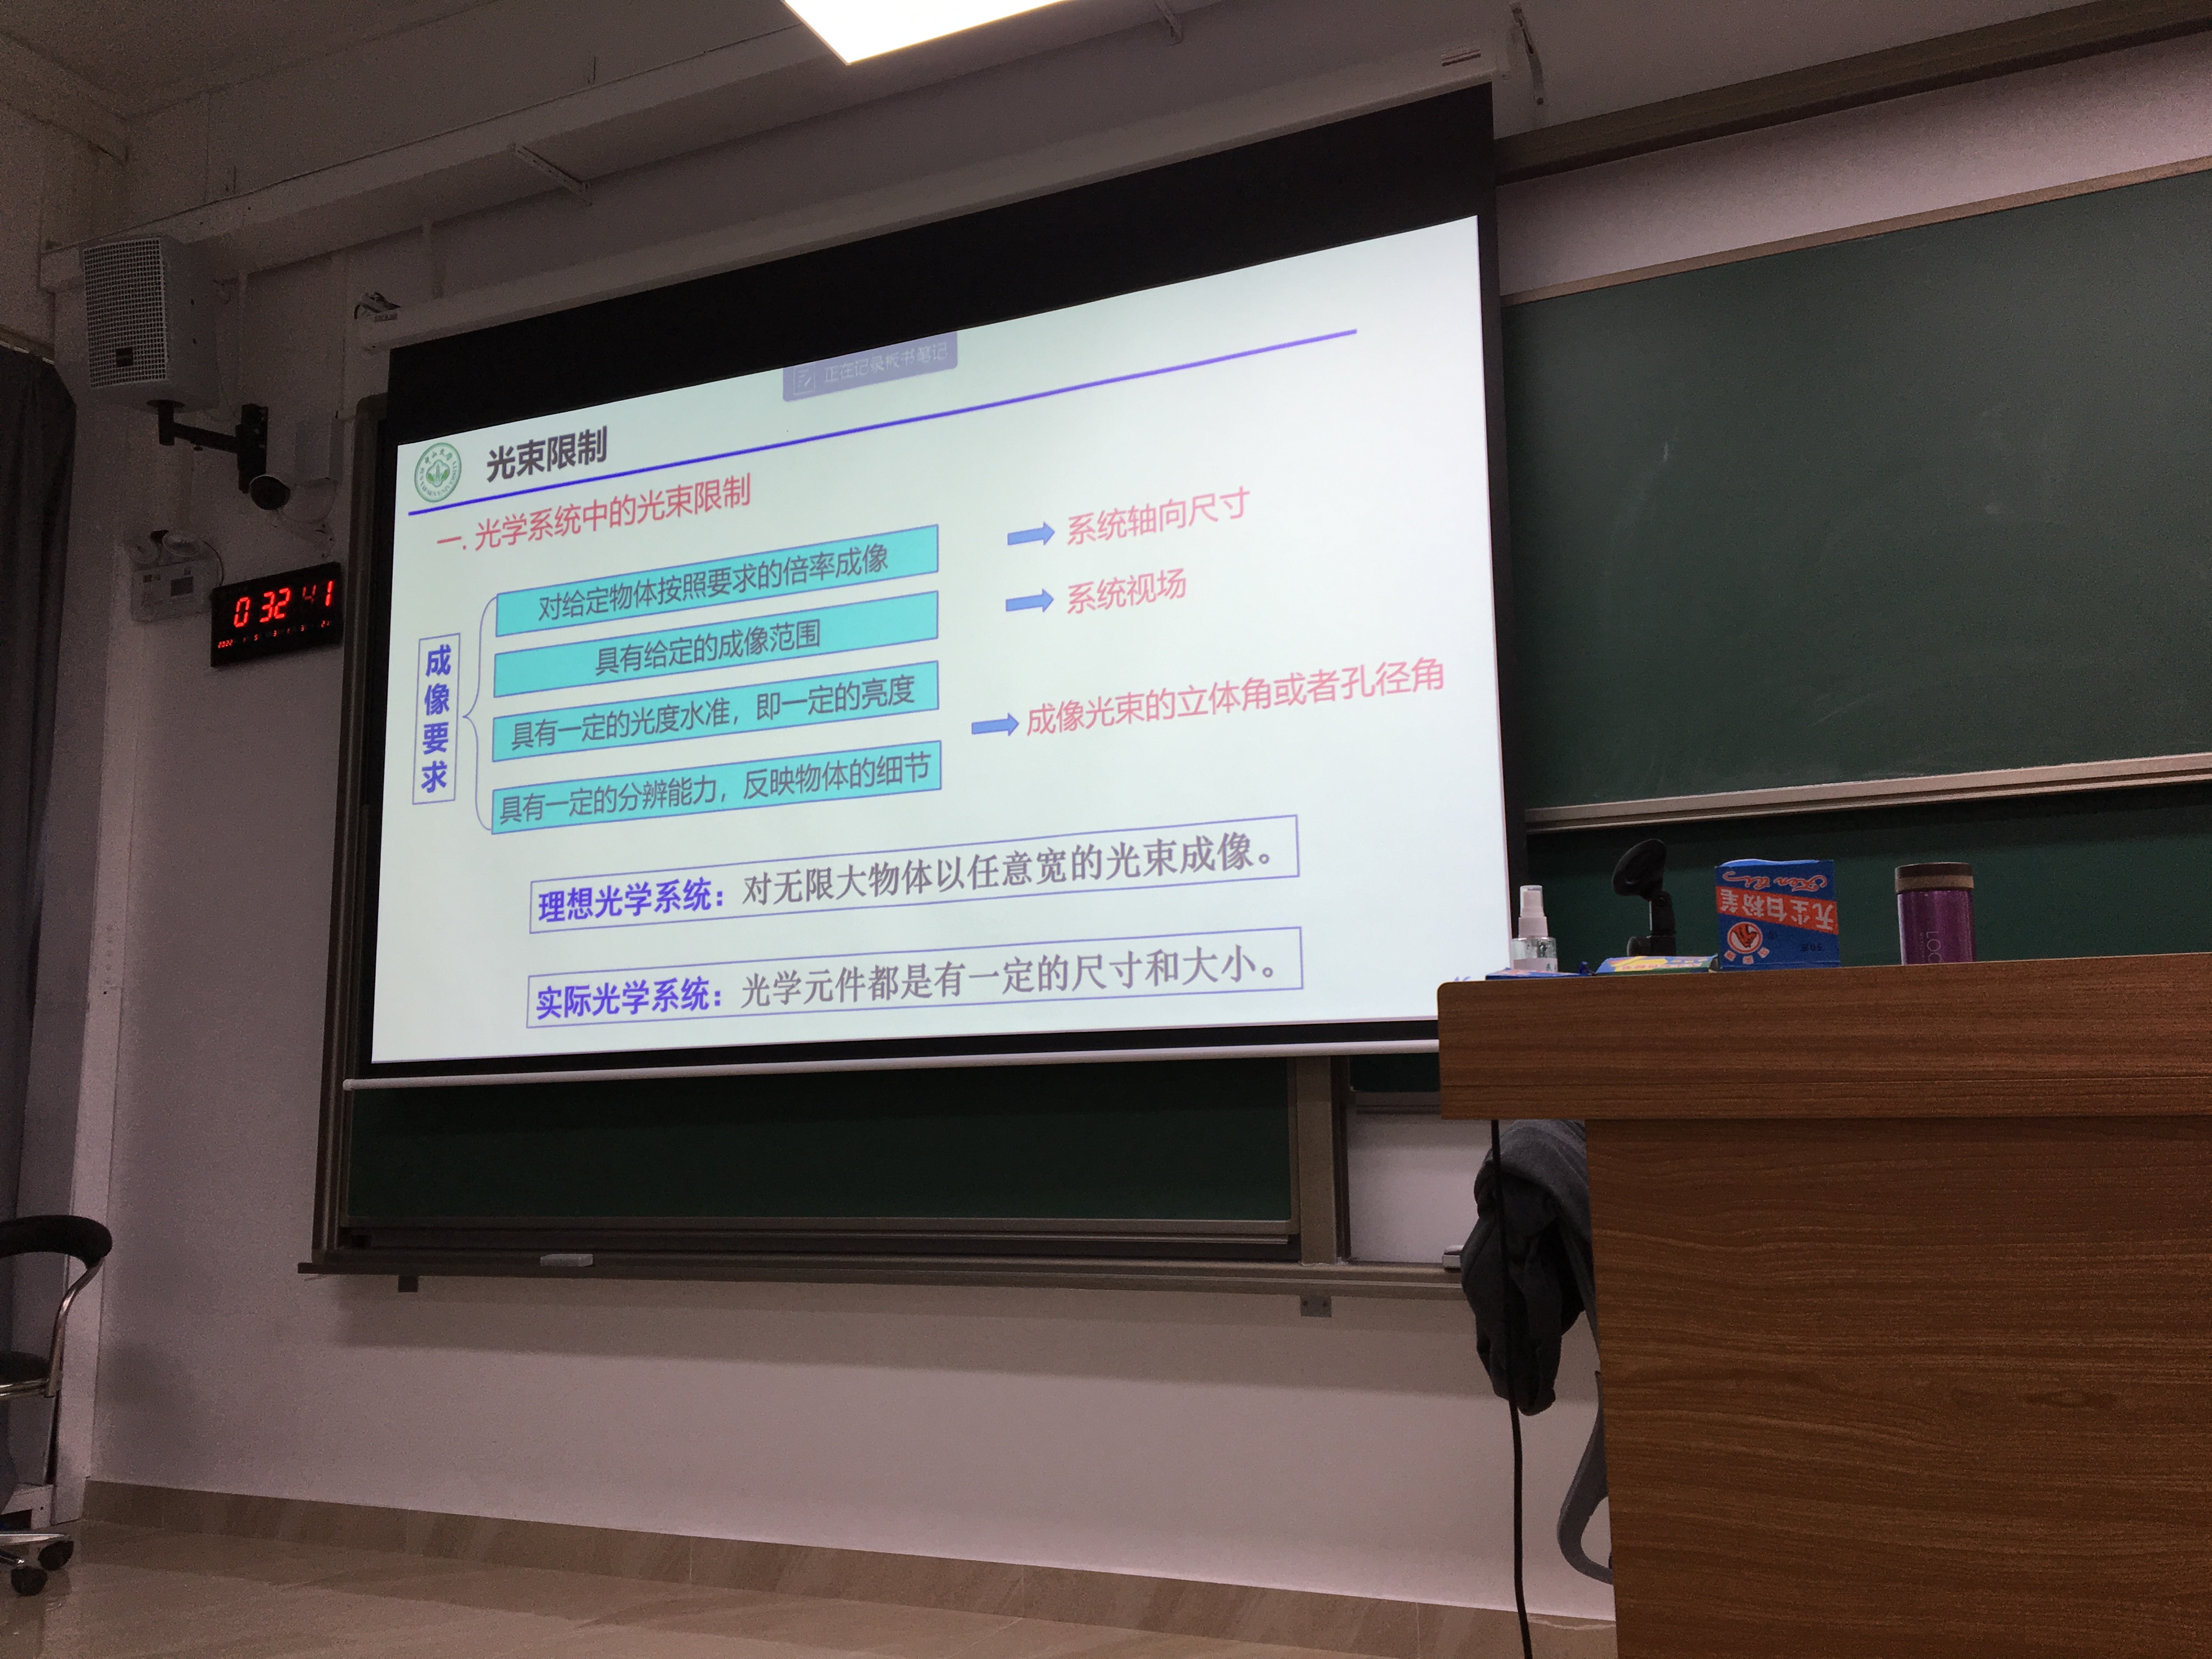 正在记录板书笔记
光束限制
一. 光学系统中的光束限制
成像要求
对给定物体按照要求的倍率成像
系统轴向尺寸
具有给定的成像范围
系统视场
具有一定的光度水准，即一定的亮度
成像光束的立体角或者孔径角
具有一定的分辨能力，反映物体的细节
理想光学系统：对无限大物体以任意宽的光束成像。
实际光学系统：光学元件都是有一定的尺寸和大小。
0 32 41
无尘白粉笔